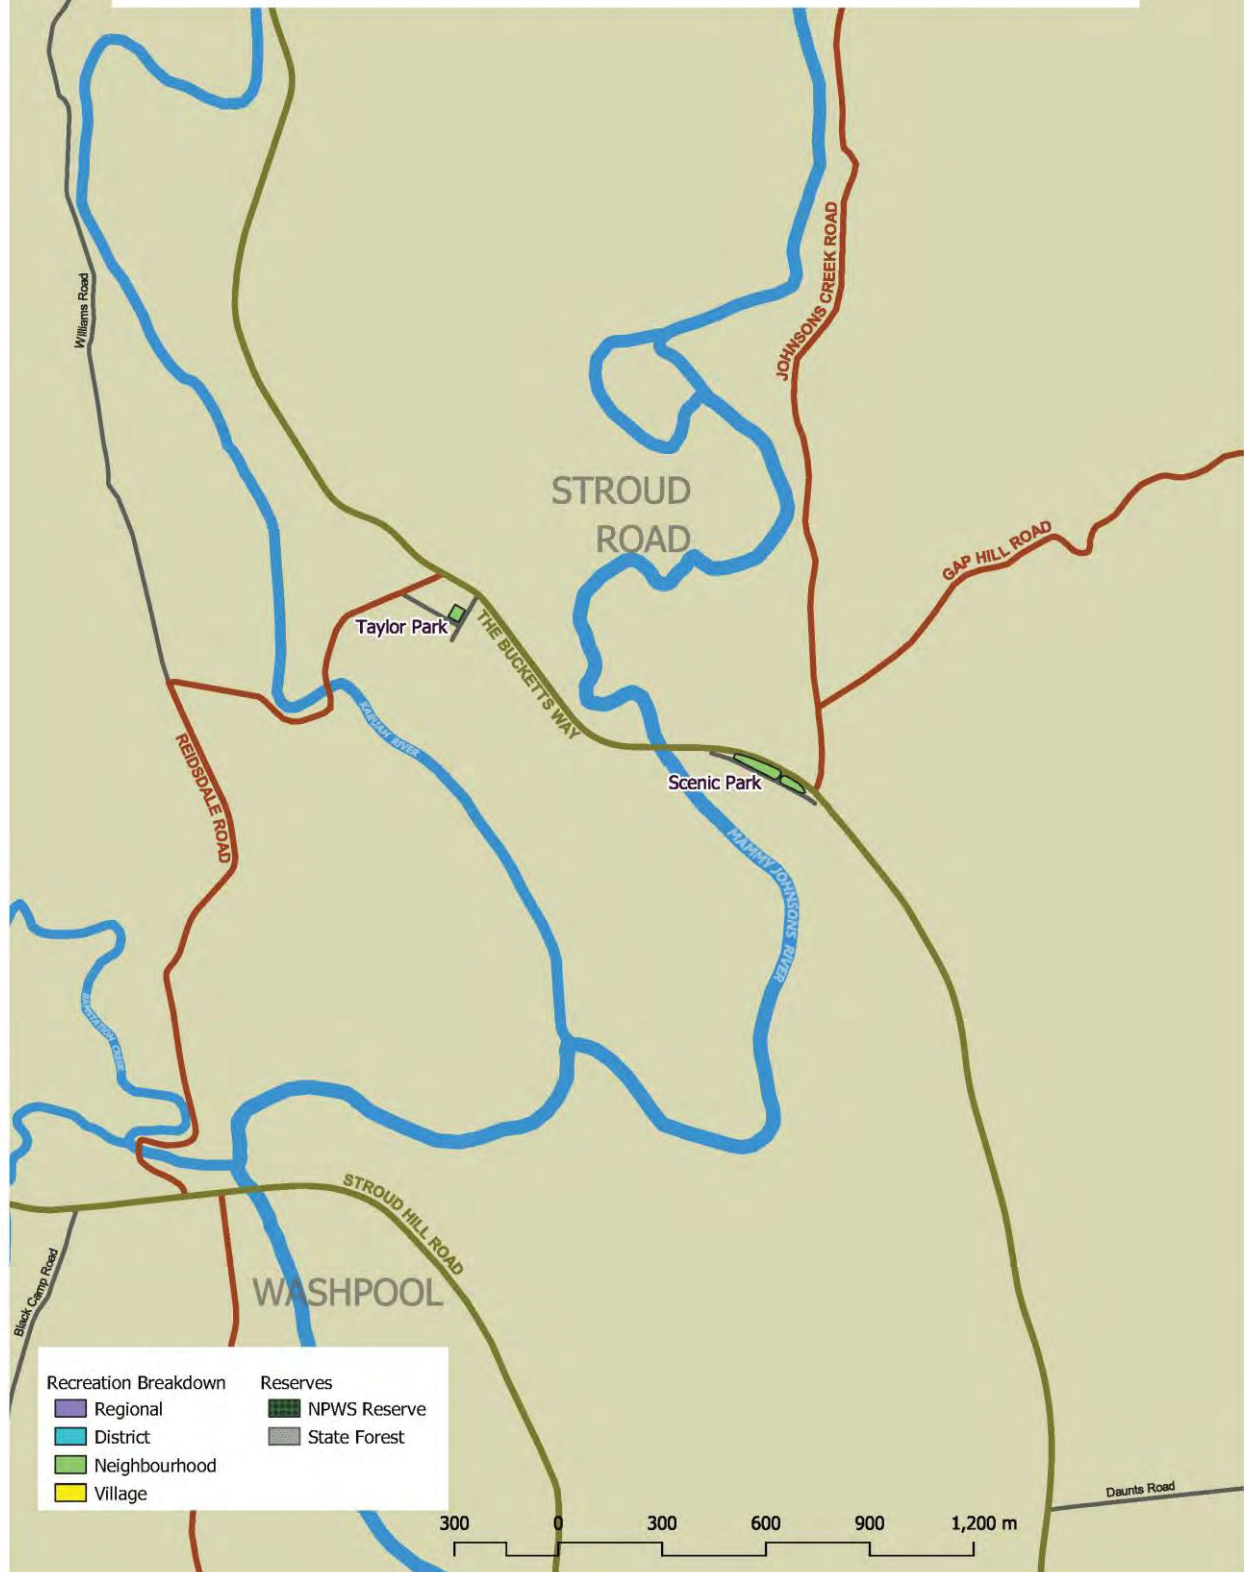 JOHNSONS CREEK ROAD
Williams Road
STROUD
ROAD
GAP HILL ROAD
Taylor Park
THE BUCKETTS WAY
KARUAH RIVER
REIDSDALE ROAD
Scenic Park
MAMMY JOHNSONS RIVER
RAMSTATION CREEK
STROUD HILL ROAD
Black Camp Road
WASHPOOL
Recreation Breakdown
Regional
District
Neighbourhood
Village
Reserves
NPWS Reserve
State Forest
Daunts Road
300 0 300 600 900 1,200 m